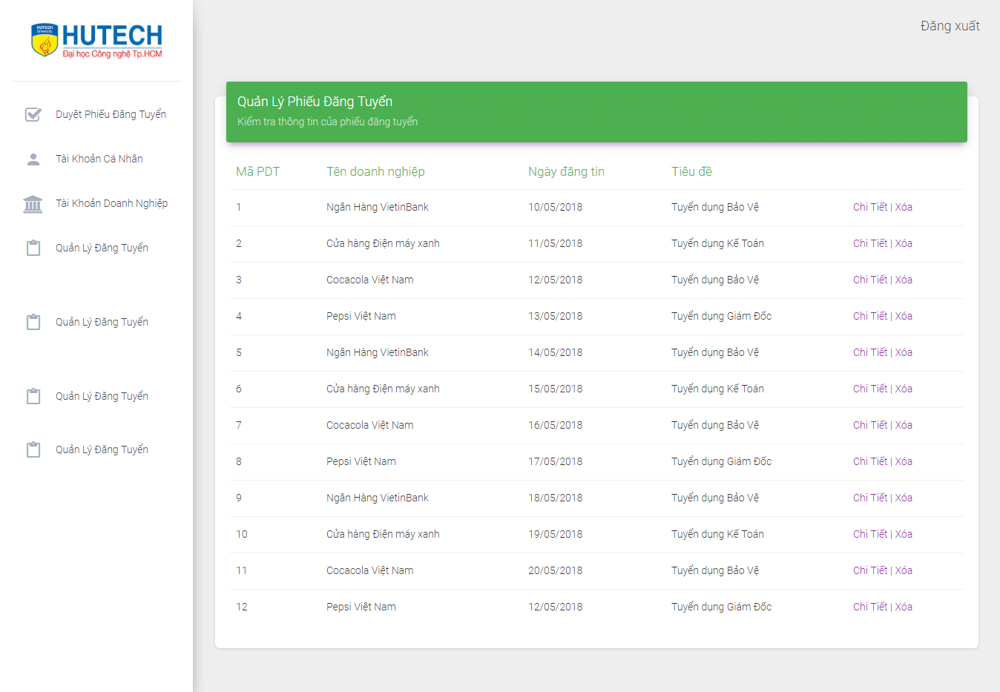 HUTECH
University
HUTECH
Đại học Công nghệ Tp.HCM
Đăng xuất
Duyệt Phiếu Đăng Tuyển
Tài Khoản Cá Nhân
Tài Khoản Doanh Nghiệp
Quản Lý Đăng Tuyển
Quản Lý Đăng Tuyển
Quản Lý Đăng Tuyển
Quản Lý Đăng Tuyển
Quản Lý Phiếu Đăng Tuyển
Kiểm tra thông tin của phiếu đăng tuyển
Mã PDT Tên doanh nghiệp Ngày đăng tin Tiêu đề
1 Ngân Hàng VietinBank 10/05/2018 Tuyển dụng Bảo Vệ Chi Tiết | Xóa
2 Cửa hàng Điện máy xanh 11/05/2018 Tuyển dụng Kế Toán Chi Tiết | Xóa
3 Cocacola Việt Nam 12/05/2018 Tuyển dụng Bảo Vệ Chi Tiết | Xóa
4 Pepsi Việt Nam 13/05/2018 Tuyển dụng Giám Đốc Chi Tiết | Xóa
5 Ngân Hàng VietinBank 14/05/2018 Tuyển dụng Bảo Vệ Chi Tiết | Xóa
6 Cửa hàng Điện máy xanh 15/05/2018 Tuyển dụng Kế Toán Chi Tiết | Xóa
7 Cocacola Việt Nam 16/05/2018 Tuyển dụng Bảo Vệ Chi Tiết | Xóa
8 Pepsi Việt Nam 17/05/2018 Tuyển dụng Giám Đốc Chi Tiết | Xóa
9 Ngân Hàng VietinBank 18/05/2018 Tuyển dụng Bảo Vệ Chi Tiết | Xóa
10 Cửa hàng Điện máy xanh 19/05/2018 Tuyển dụng Kế Toán Chi Tiết | Xóa
11 Cocacola Việt Nam 20/05/2018 Tuyển dụng Bảo Vệ Chi Tiết | Xóa
12 Pepsi Việt Nam 12/05/2018 Tuyển dụng Giám Đốc Chi Tiết | Xóa